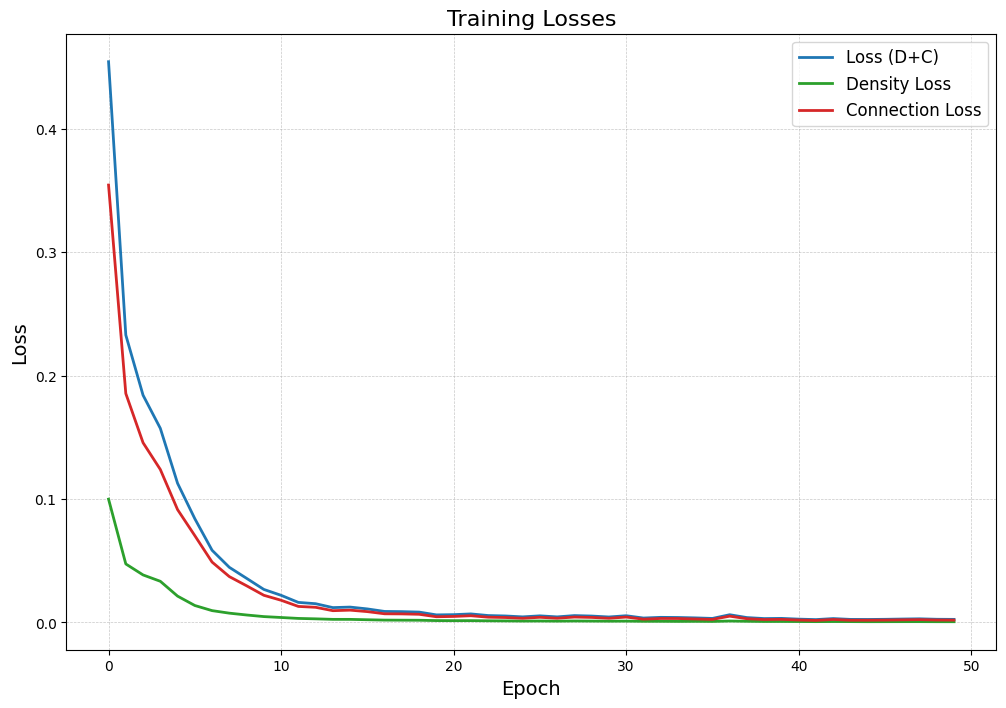 Training Losses
Loss (D+C)
Density Loss
Connection Loss
Loss
0.4
0.3
0.2
0.1
0.0
0 10 20 30 40 50
Epoch